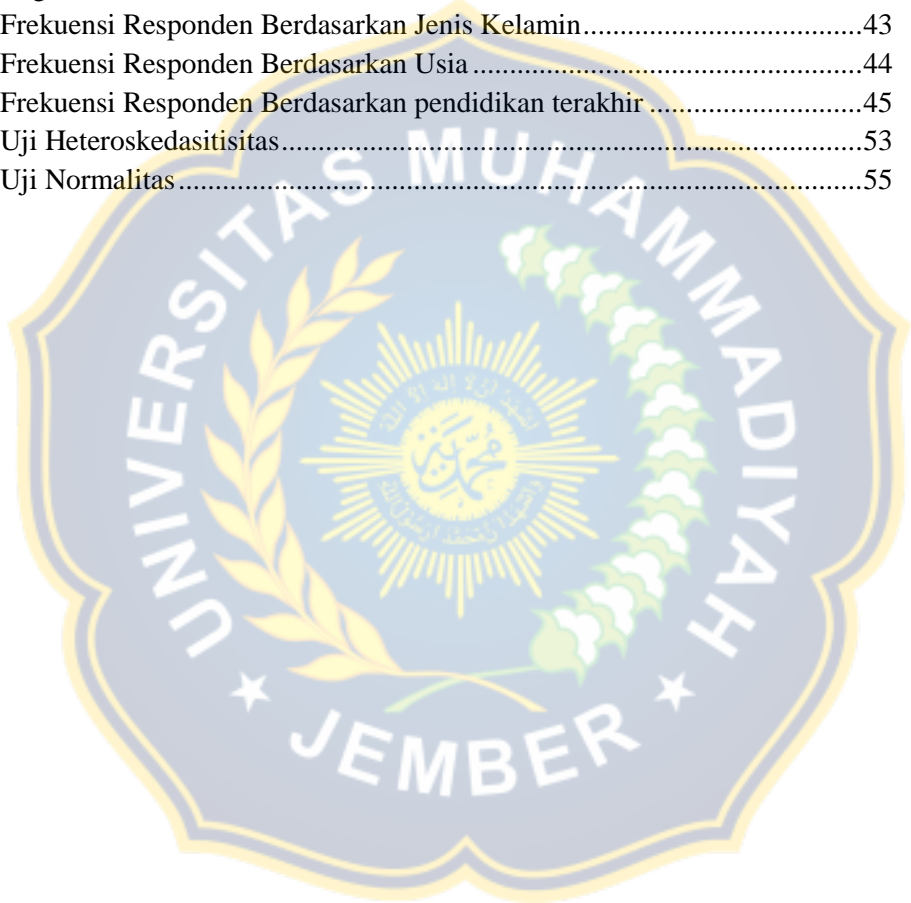 Frekuensi Responden Berdasarkan Jenis Kelamin....................................43
Frekuensi Responden Berdasarkan Usia....................................................44
Frekuensi Responden Berdasarkan pendidikan terakhir...........................45
Uji Heteroskedasitisitas..............................................................................53
Uji Normalitas.............................................................................................55
UNIVERSITAS MUHAMMADIYAH
JEMBER